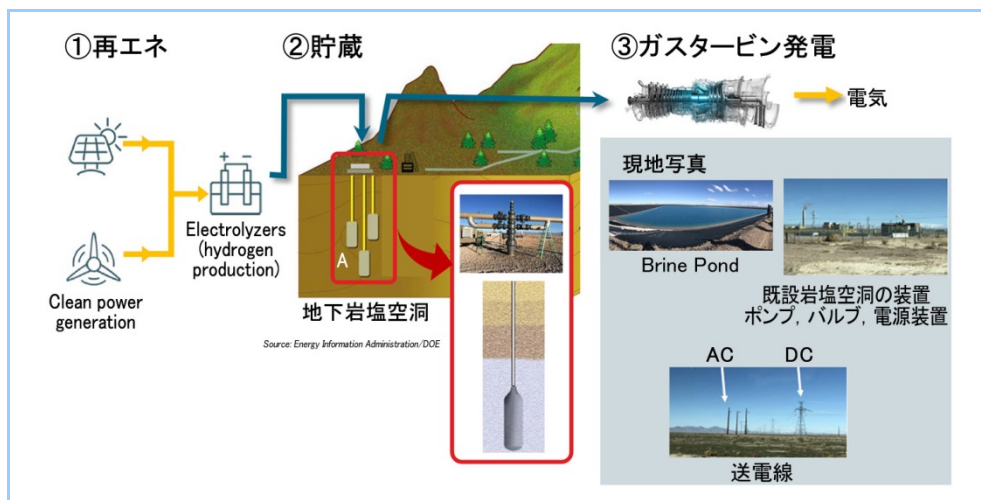 ①再エネ
②貯蔵
③ガスタービン発電
電気
+ -
Electrolyzers
(hydrogen
production)
Clean power
generation
A
地下岩塩空洞
Source: Energy Information Administration/DOE
現地写真
Brine Pond
既設岩塩空洞の装置
ポンプ, バルブ, 電源装置
AC
DC
送電線